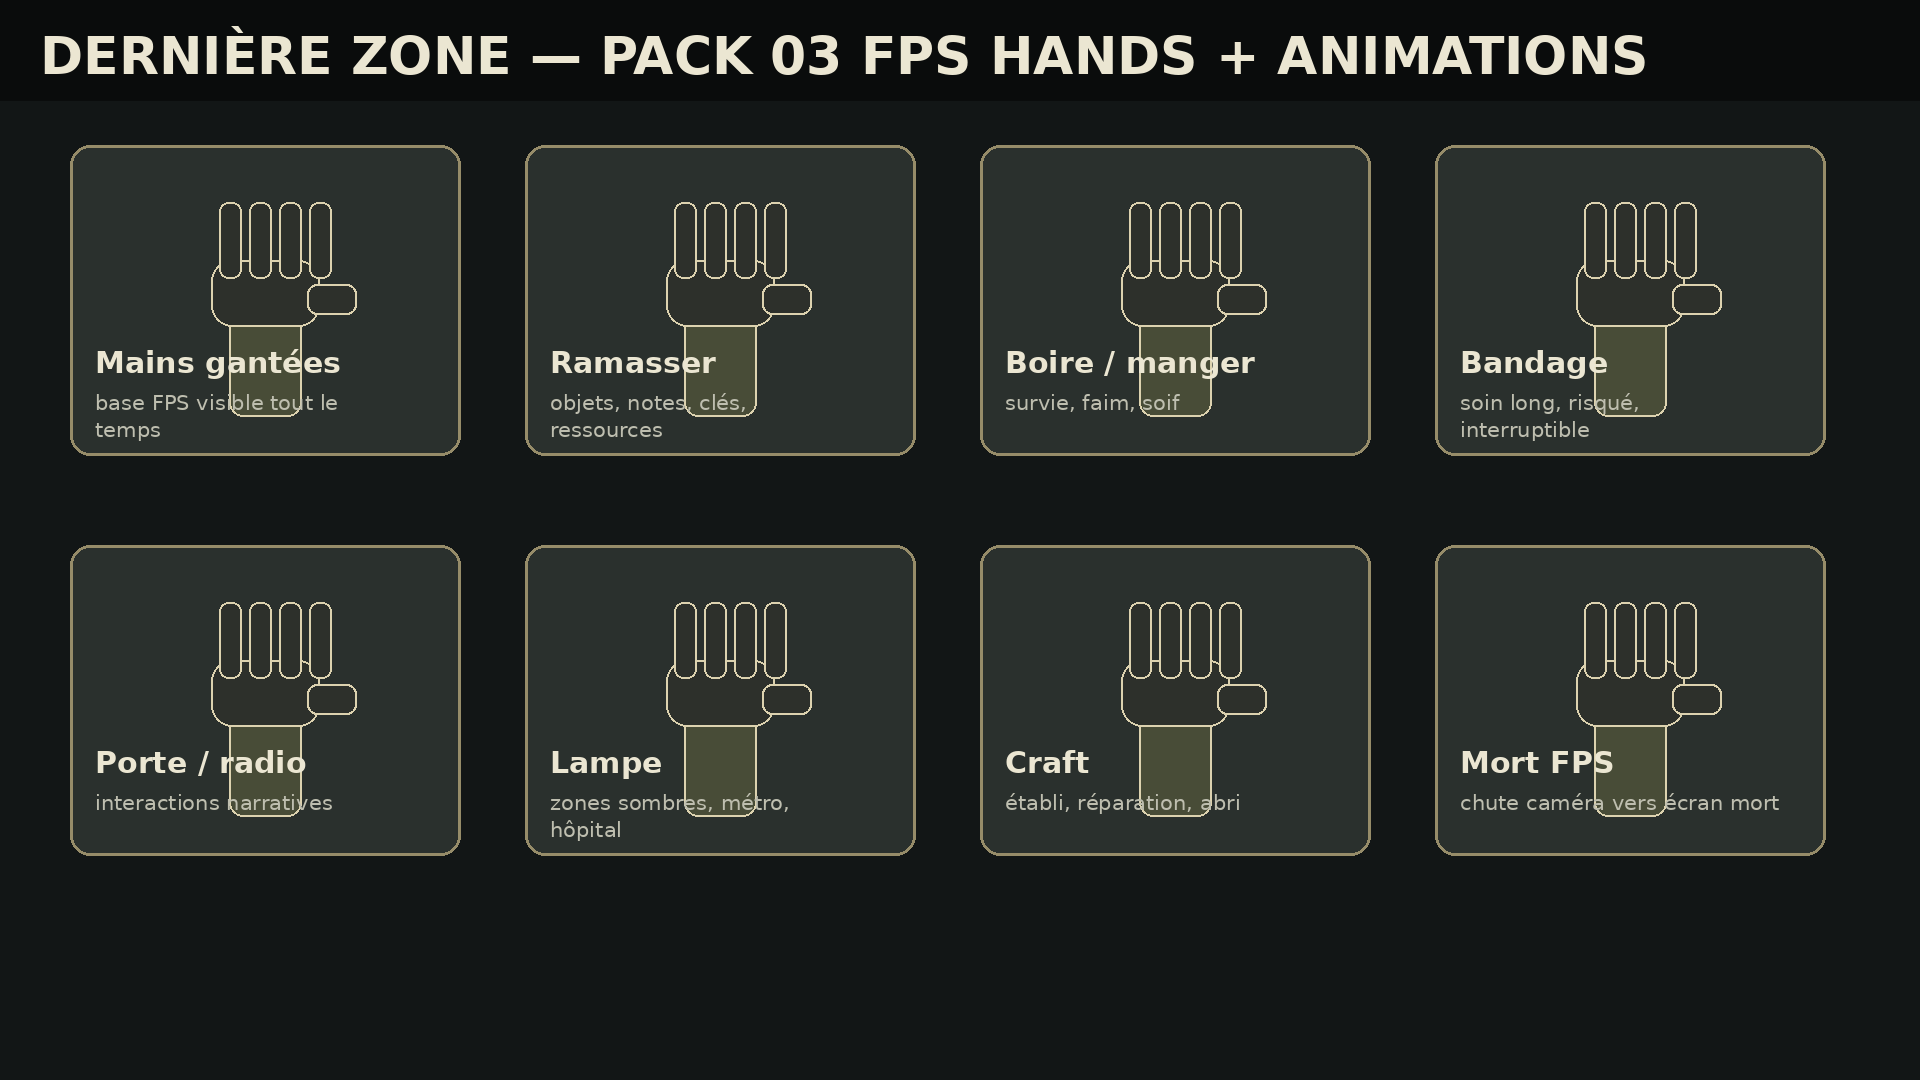 DERNIÈRE ZONE — PACK 03 FPS HANDS + ANIMATIONS
Mains gantées
base FPS visible tout le
temps
Ramasser
objets, notes, clés,
ressources
Boire / manger
survie, faim, soif
Bandage
soin long, risqué,
interruptible
Porte / radio
interactions narratives
Lampe
zones sombres, métro,
hôpital
Craft
établi, réparation, abri
Mort FPS
chute caméra vers écran mort